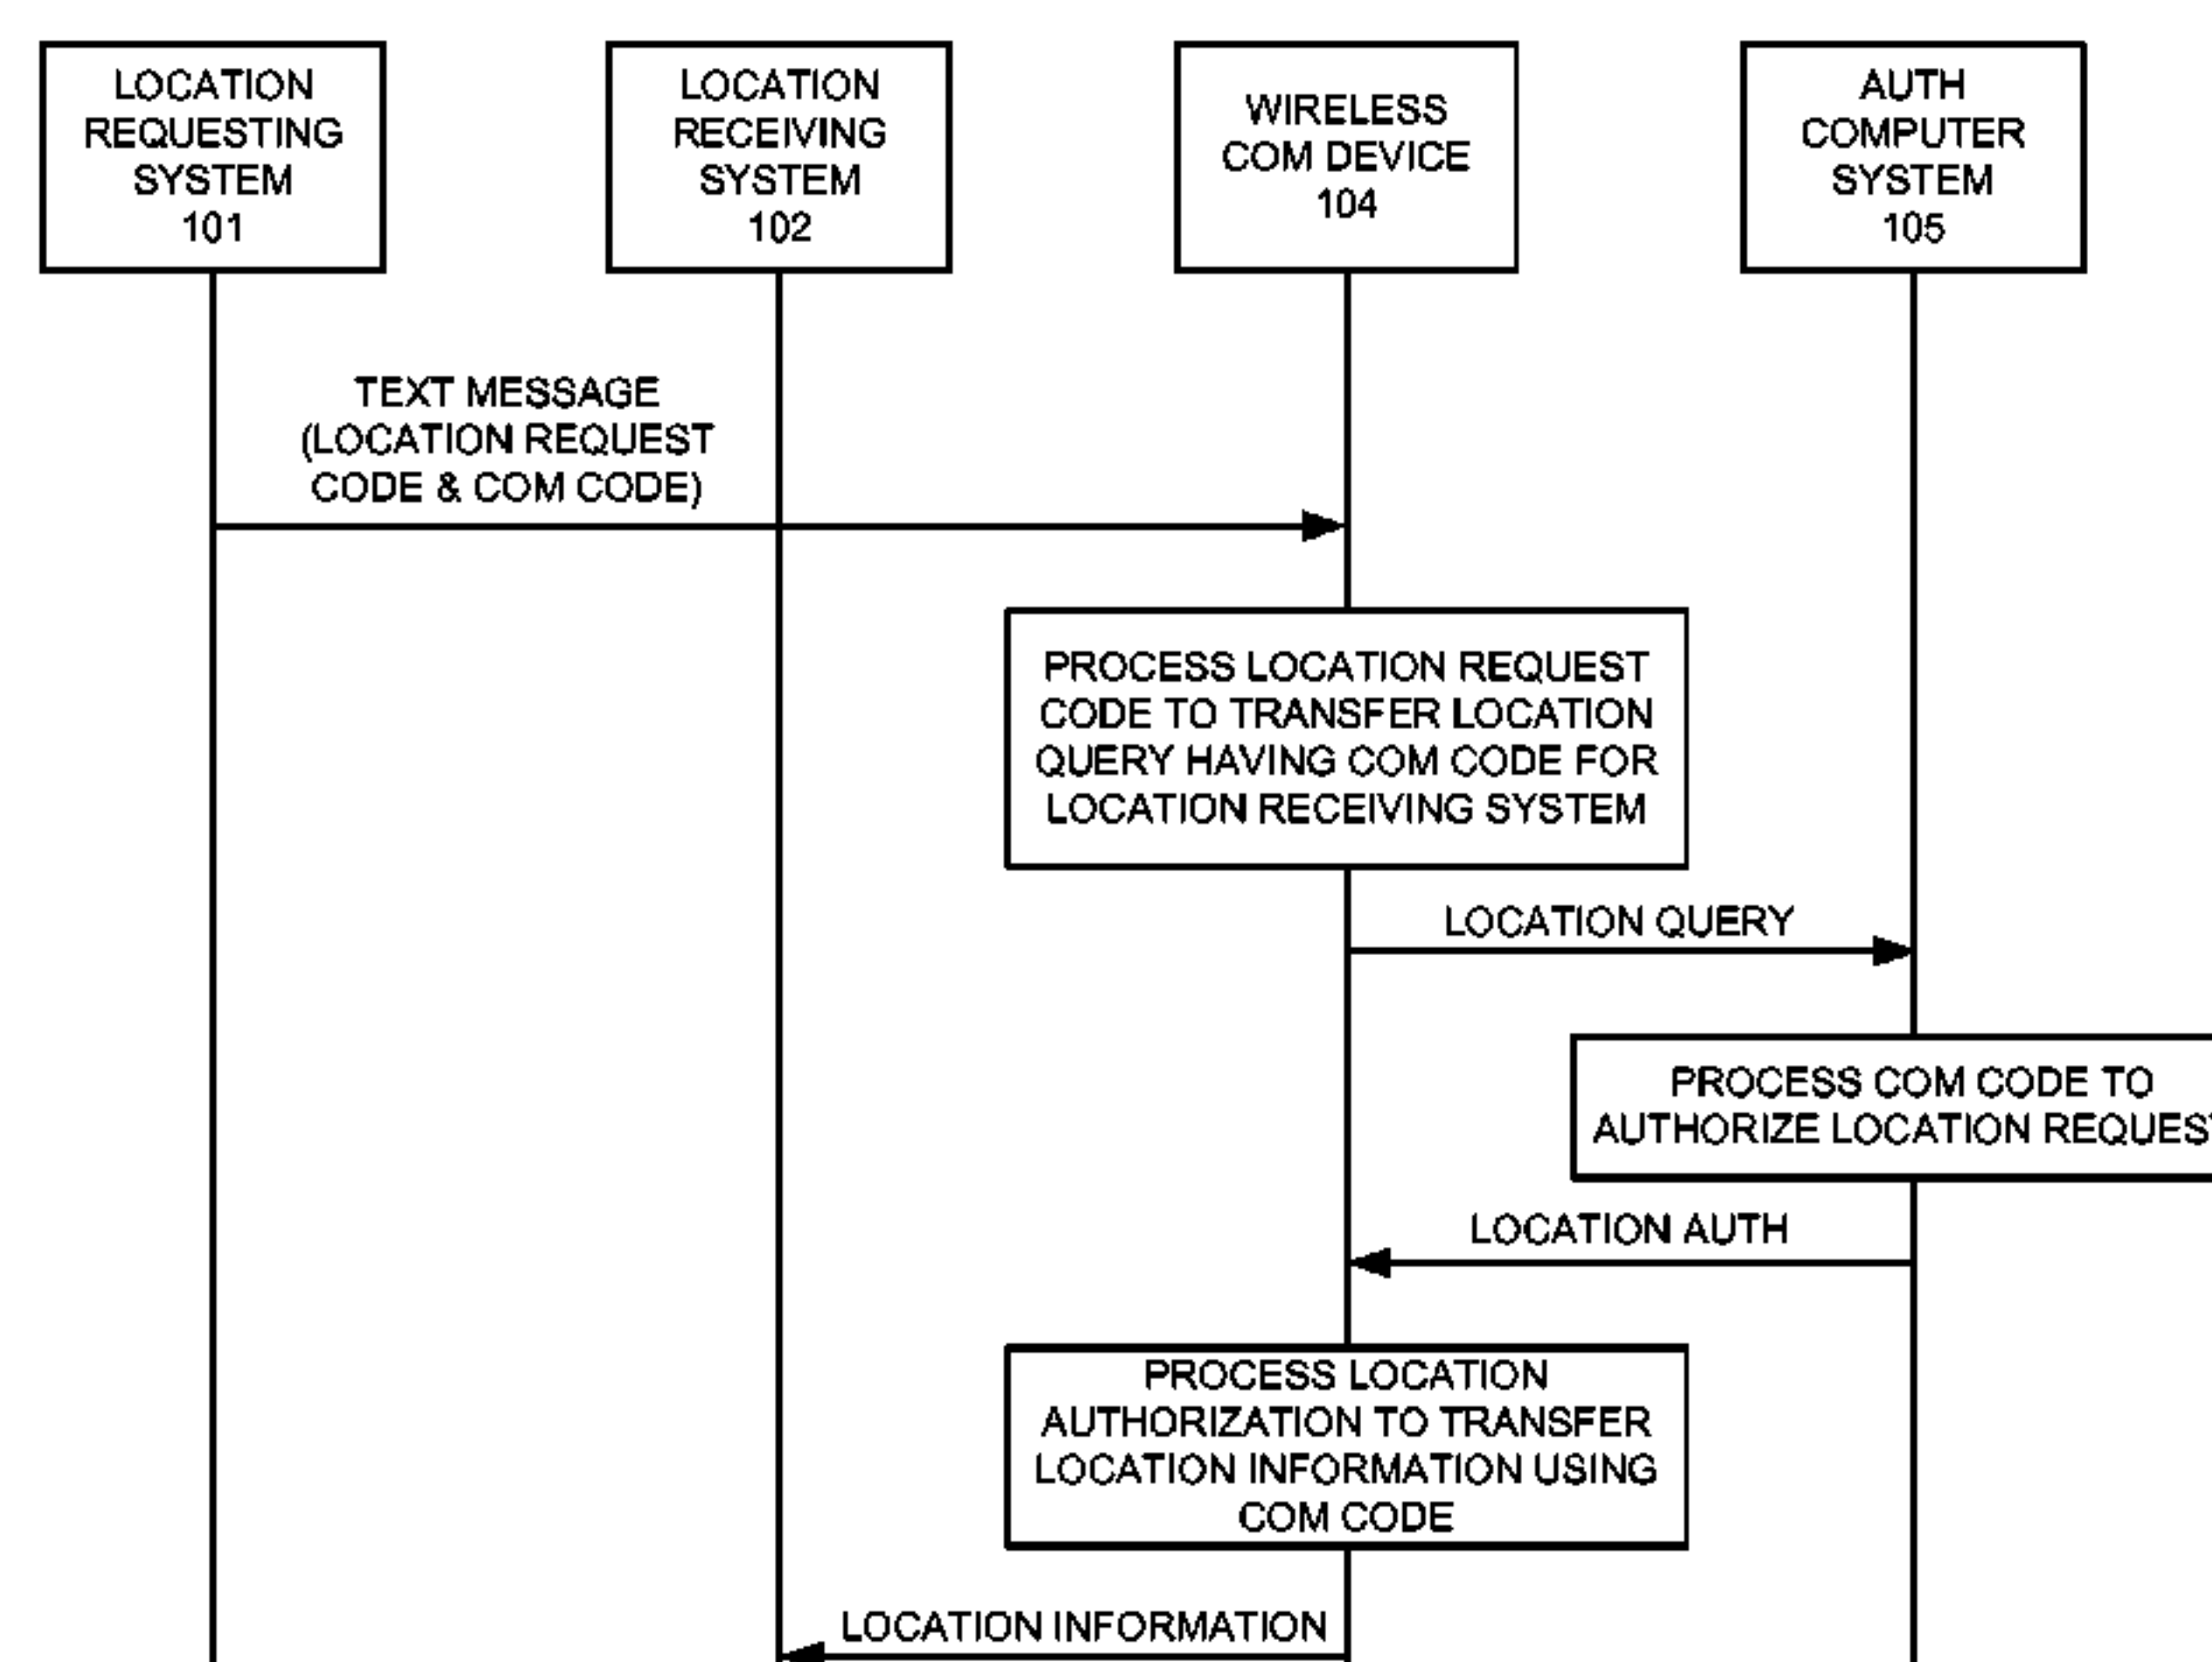 LOCATION
REQUESTING
SYSTEM
101
LOCATION
RECEIVING
SYSTEM
102
WIRELESS
COM DEVICE
104
AUTH
COMPUTER
SYSTEM
105
TEXT MESSAGE
(LOCATION REQUEST
CODE & COM CODE)
PROCESS LOCATION REQUEST
CODE TO TRANSFER LOCATION
QUERY HAVING COM CODE FOR
LOCATION RECEIVING SYSTEM
LOCATION QUERY
PROCESS COM CODE TO
AUTHORIZE LOCATION REQUEST
LOCATION AUTH
PROCESS LOCATION
AUTHORIZATION TO TRANSFER
LOCATION INFORMATION USING
COM CODE
LOCATION INFORMATION